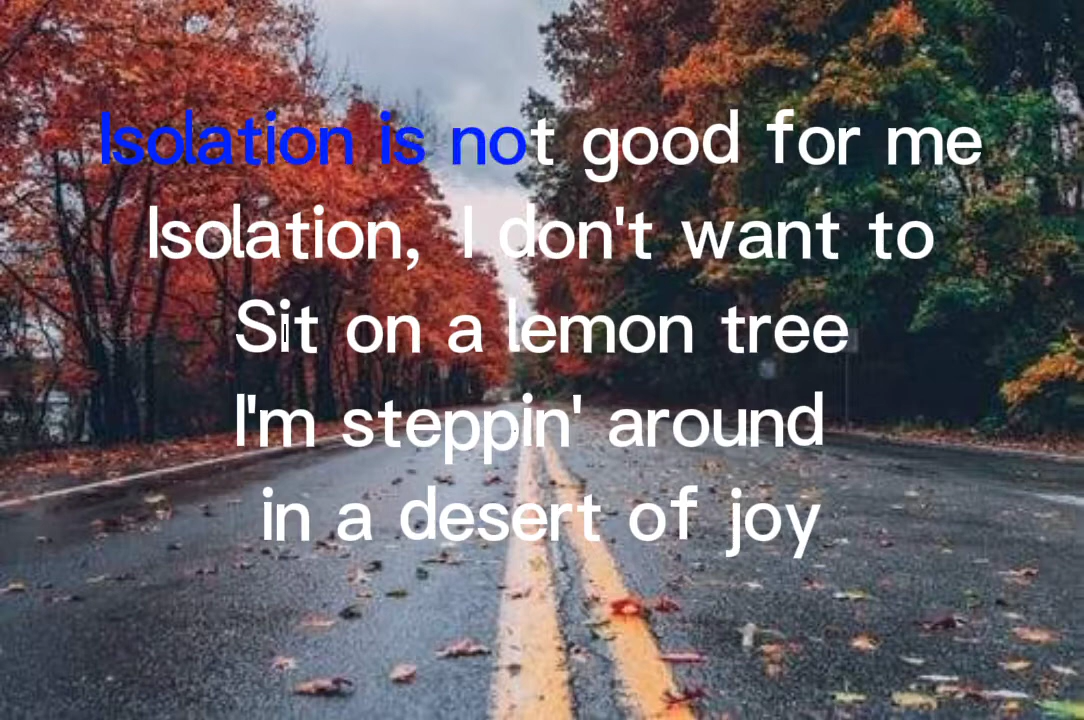 Isolation is not good for me
Isolation, I don't want to
Sit on a lemon tree
I'm steppin' around
in a desert of joy